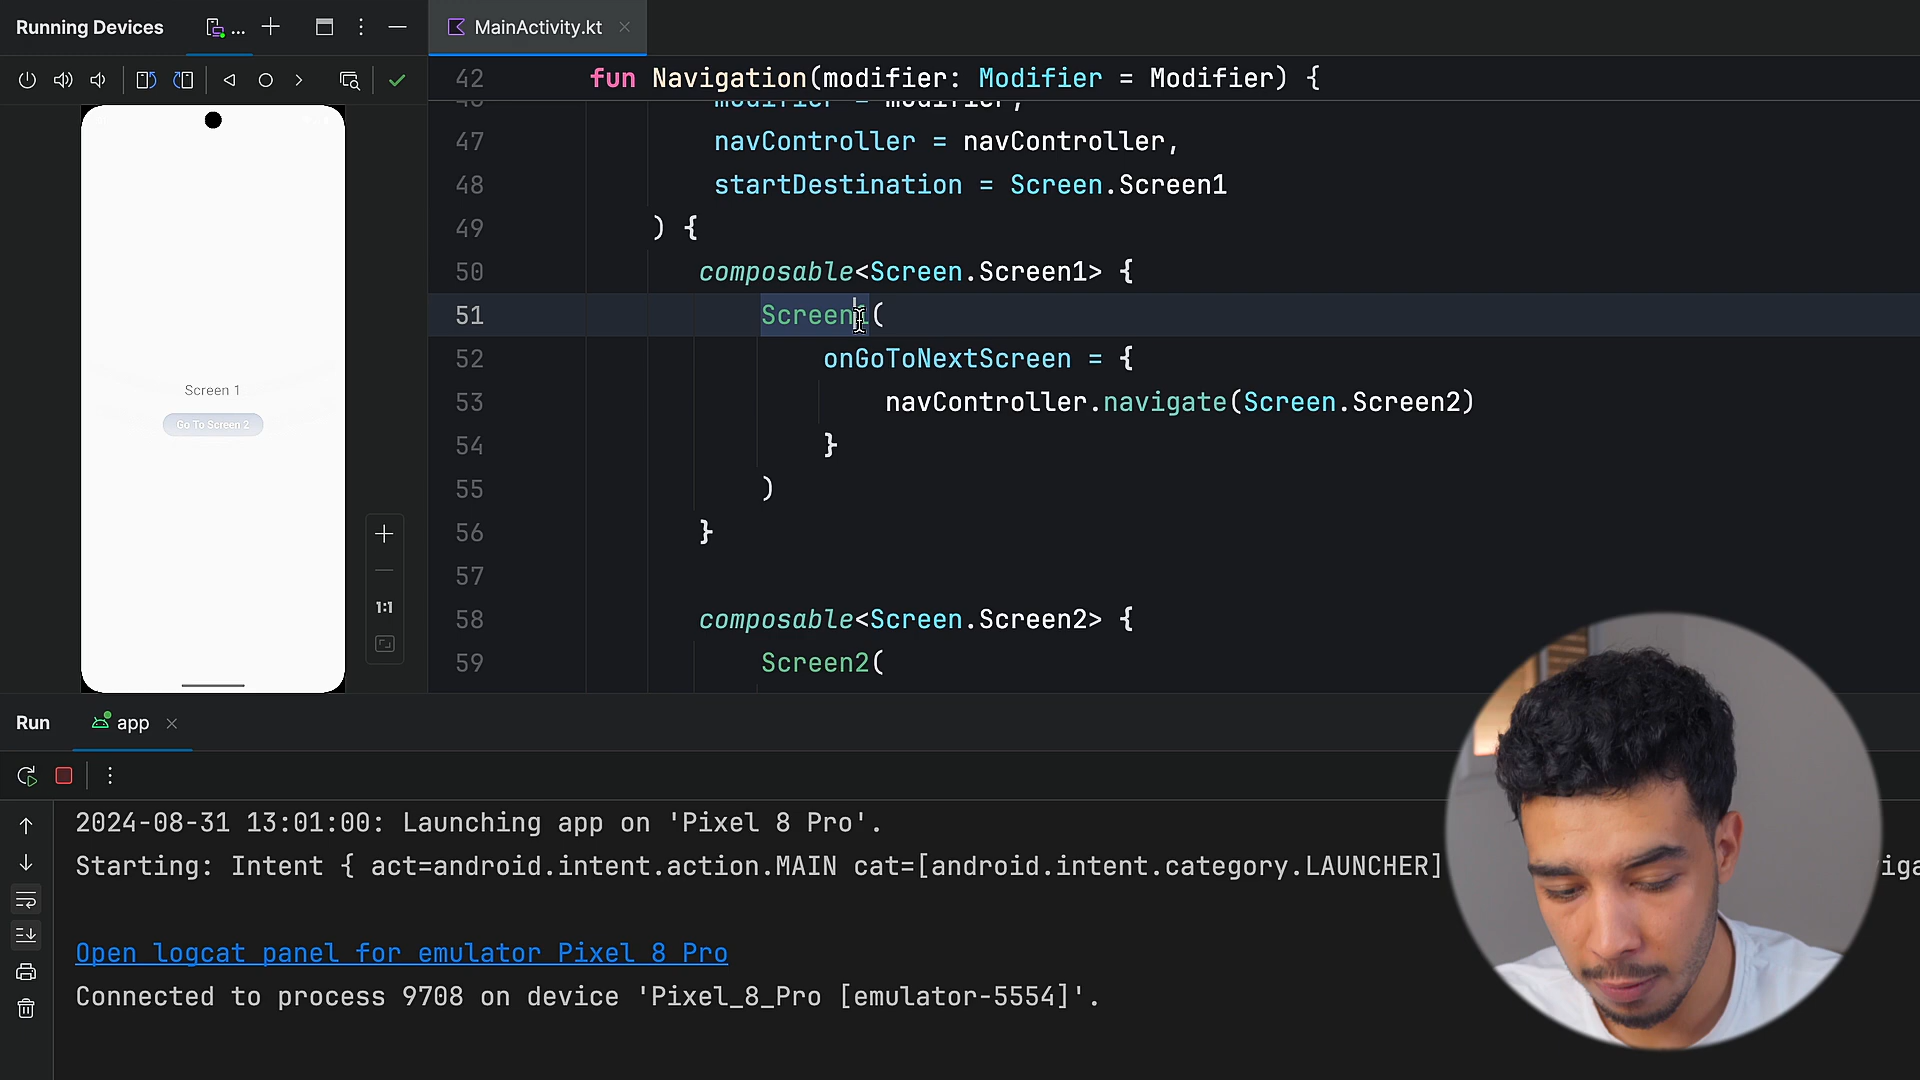 Running Devices
...
MainActivity.kt
42 fun Navigation(modifier: Modifier = Modifier) {
modifier = modifier,
47 navController = navController,
48 startDestination = Screen.Screen1
49 ) {
50 composable<Screen.Screen1> {
51 Screen1(
52 onGoToNextScreen = {
53 navController.navigate(Screen.Screen2)
54 }
55 )
56 }
57
58 composable<Screen.Screen2> {
59 Screen2(
Screen 1
Go To Screen 2
1:1
Run
app
2024-08-31 13:01:00: Launching app on 'Pixel 8 Pro'.
Starting: Intent { act=android.intent.action.MAIN cat=[android.intent.category.LAUNCHER]
Open logcat panel for emulator Pixel 8 Pro
Connected to process 9708 on device 'Pixel_8_Pro [emulator-5554]'.